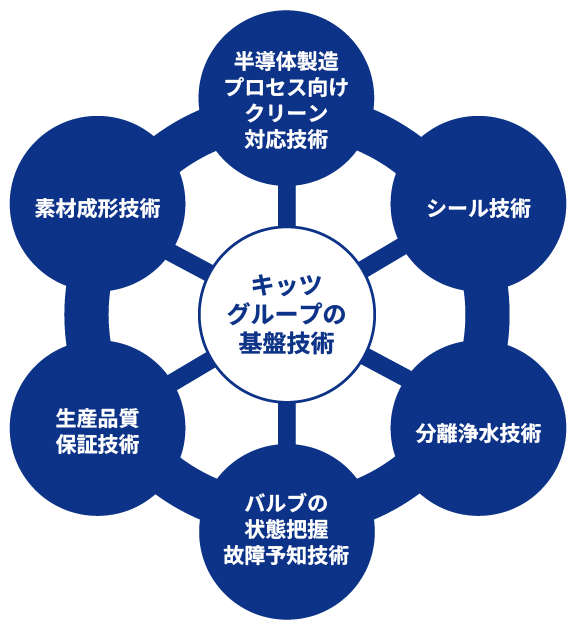 半導体製造
プロセス向け
クリーン
対応技術
素材成形技術
シール技術
キッツ
グループの
基盤技術
生産品質
保証技術
分離浄水技術
バルブの
状態把握
故障予知技術